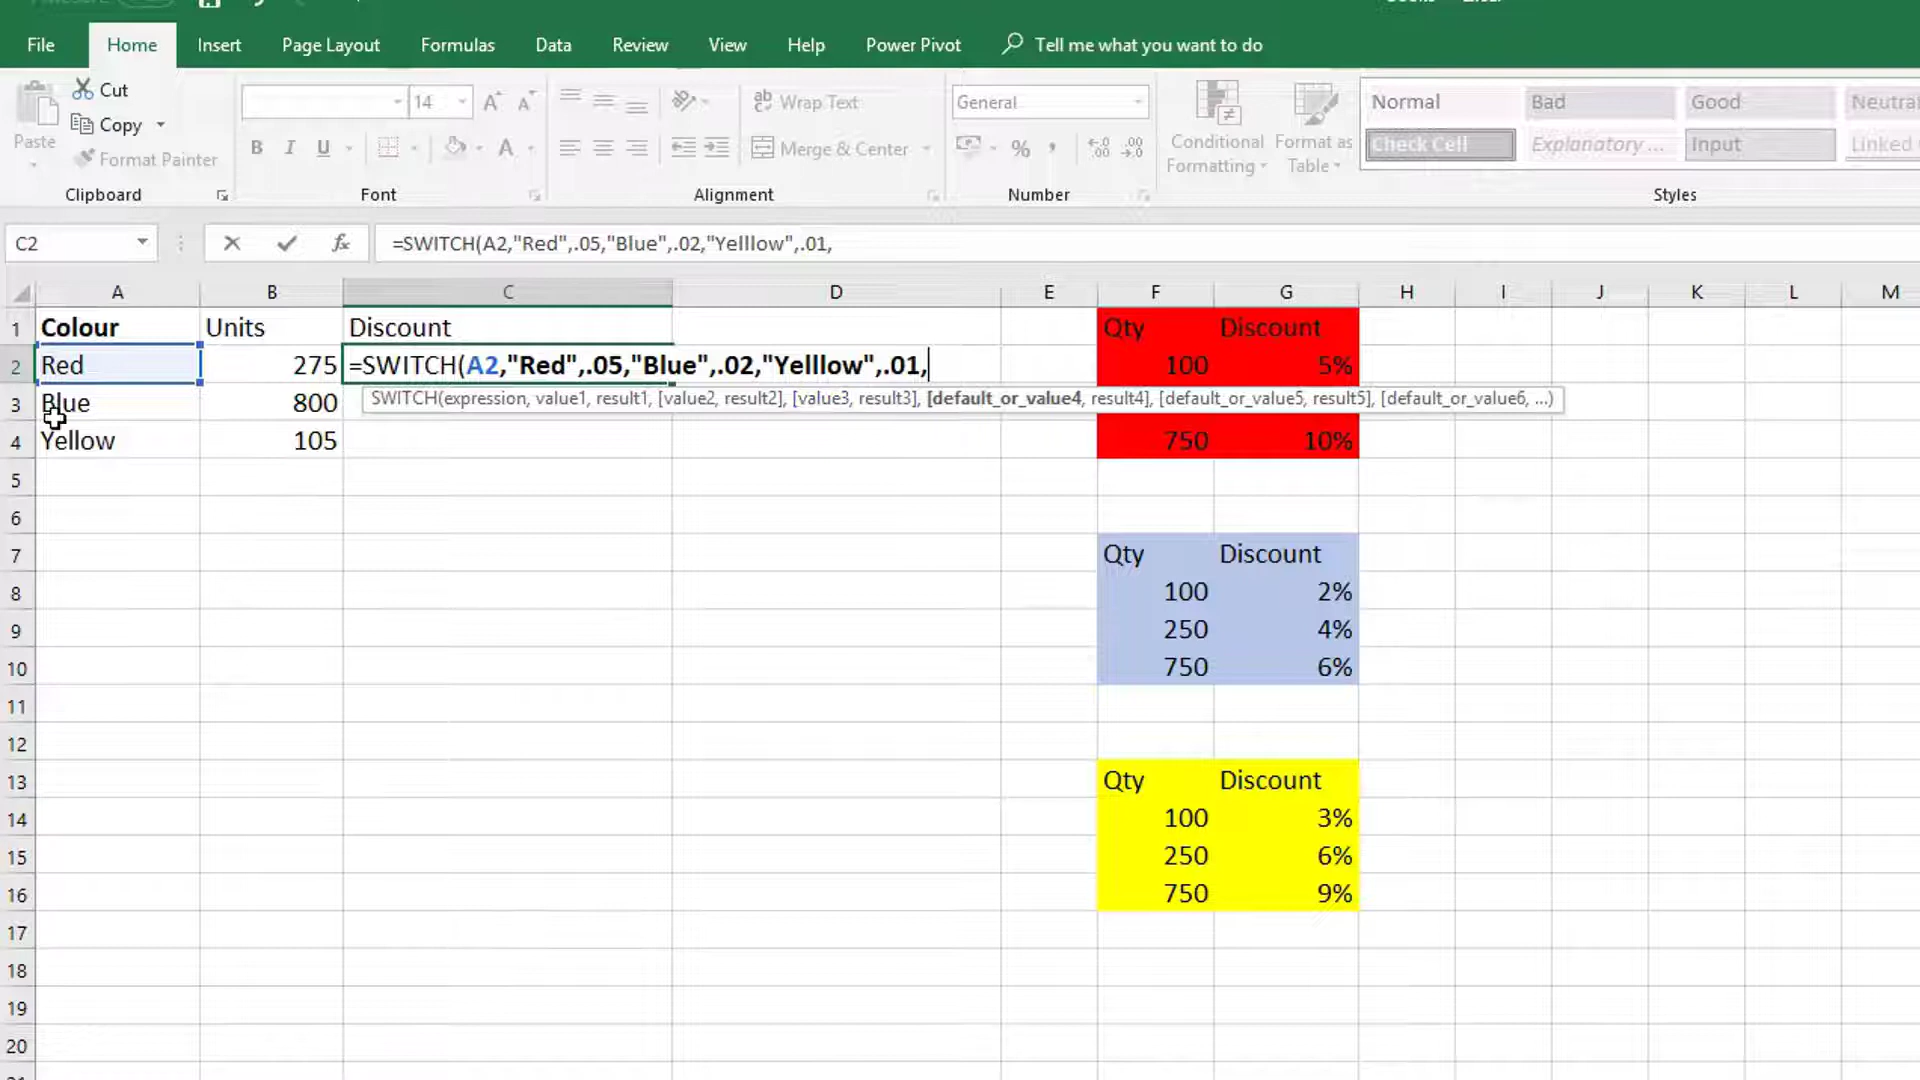 File Home Insert Page Layout Formulas Data Review View Help Power Pivot Tell me what you want to do
Cut
Copy
Format Painter
Paste
14
Wrap Text
Merge & Center
General
Conditional Formatting
Format as Table
Normal Bad Good Neutral
Check Cell Explanatory ... Input Linked
Clipboard Font Alignment Number Styles
C2 fx =SWITCH(A2,"Red",.05,"Blue",.02,"Yelllow",.01,
A B C D E F G H I J K L M
1 Colour Units Discount Qty Discount
2 Red 275 =SWITCH(A2,"Red",.05,"Blue",.02,"Yelllow",.01, 100 5%
SWITCH(expression, value1, result1, [value2, result2], [value3, result3], [default_or_value4, result4], [default_or_value5, result5], [default_or_value6, ...)
3 Blue 800
4 Yellow 105 750 10%
5
6
7 Qty Discount
8 100 2%
9 250 4%
10 750 6%
11
12
13 Qty Discount
14 100 3%
15 250 6%
16 750 9%
17
18
19
20